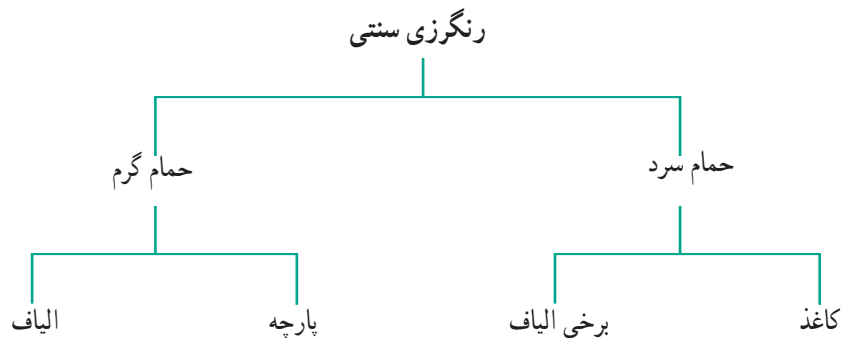 رنگرزی سنتی
حمام سرد
حمام گرم
کاغذ
برخی الیاف
پارچه
الیاف